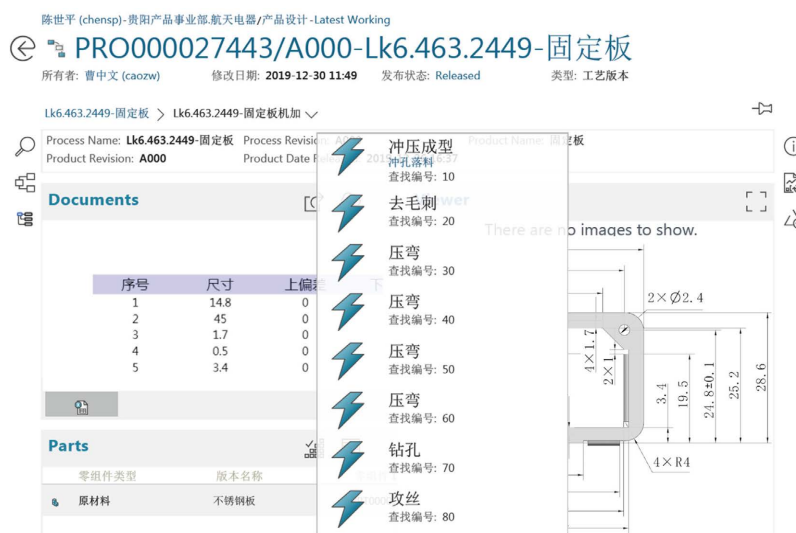 陈世平 (chensp)-贵阳产品事业部.航天电器/产品设计-Latest Working
PRO000027443/A000-Lk6.463.2449-固定板
所有者: 曹中文 (caozw) 修改日期: 2019-12-30 11:49 发布状态: Released 类型: 工艺版本
Lk6.463.2449-固定板 > Lk6.463.2449-固定板机加
Process Name: Lk6.463.2449-固定板 Process Revision: A000 Product Name: 固定板
Product Revision: A000 Product Date
Documents
There are no images to show.
序号 尺寸 上偏差 下
1 14.8 0
2 45 0
3 1.7 0
4 0.5 0
5 3.4 0
Parts
零组件类型 版本名称
原材料 不锈钢板
冲压成型
冲孔落料
查找编号: 10
去毛刺
查找编号: 20
压弯
查找编号: 30
压弯
查找编号: 40
压弯
查找编号: 50
压弯
查找编号: 60
钻孔
查找编号: 70
攻丝
查找编号: 80
2×Ø2.4
4×1.7
2×1
3.4
19.5
24.8±0.1
25.2
28.6
4×R4